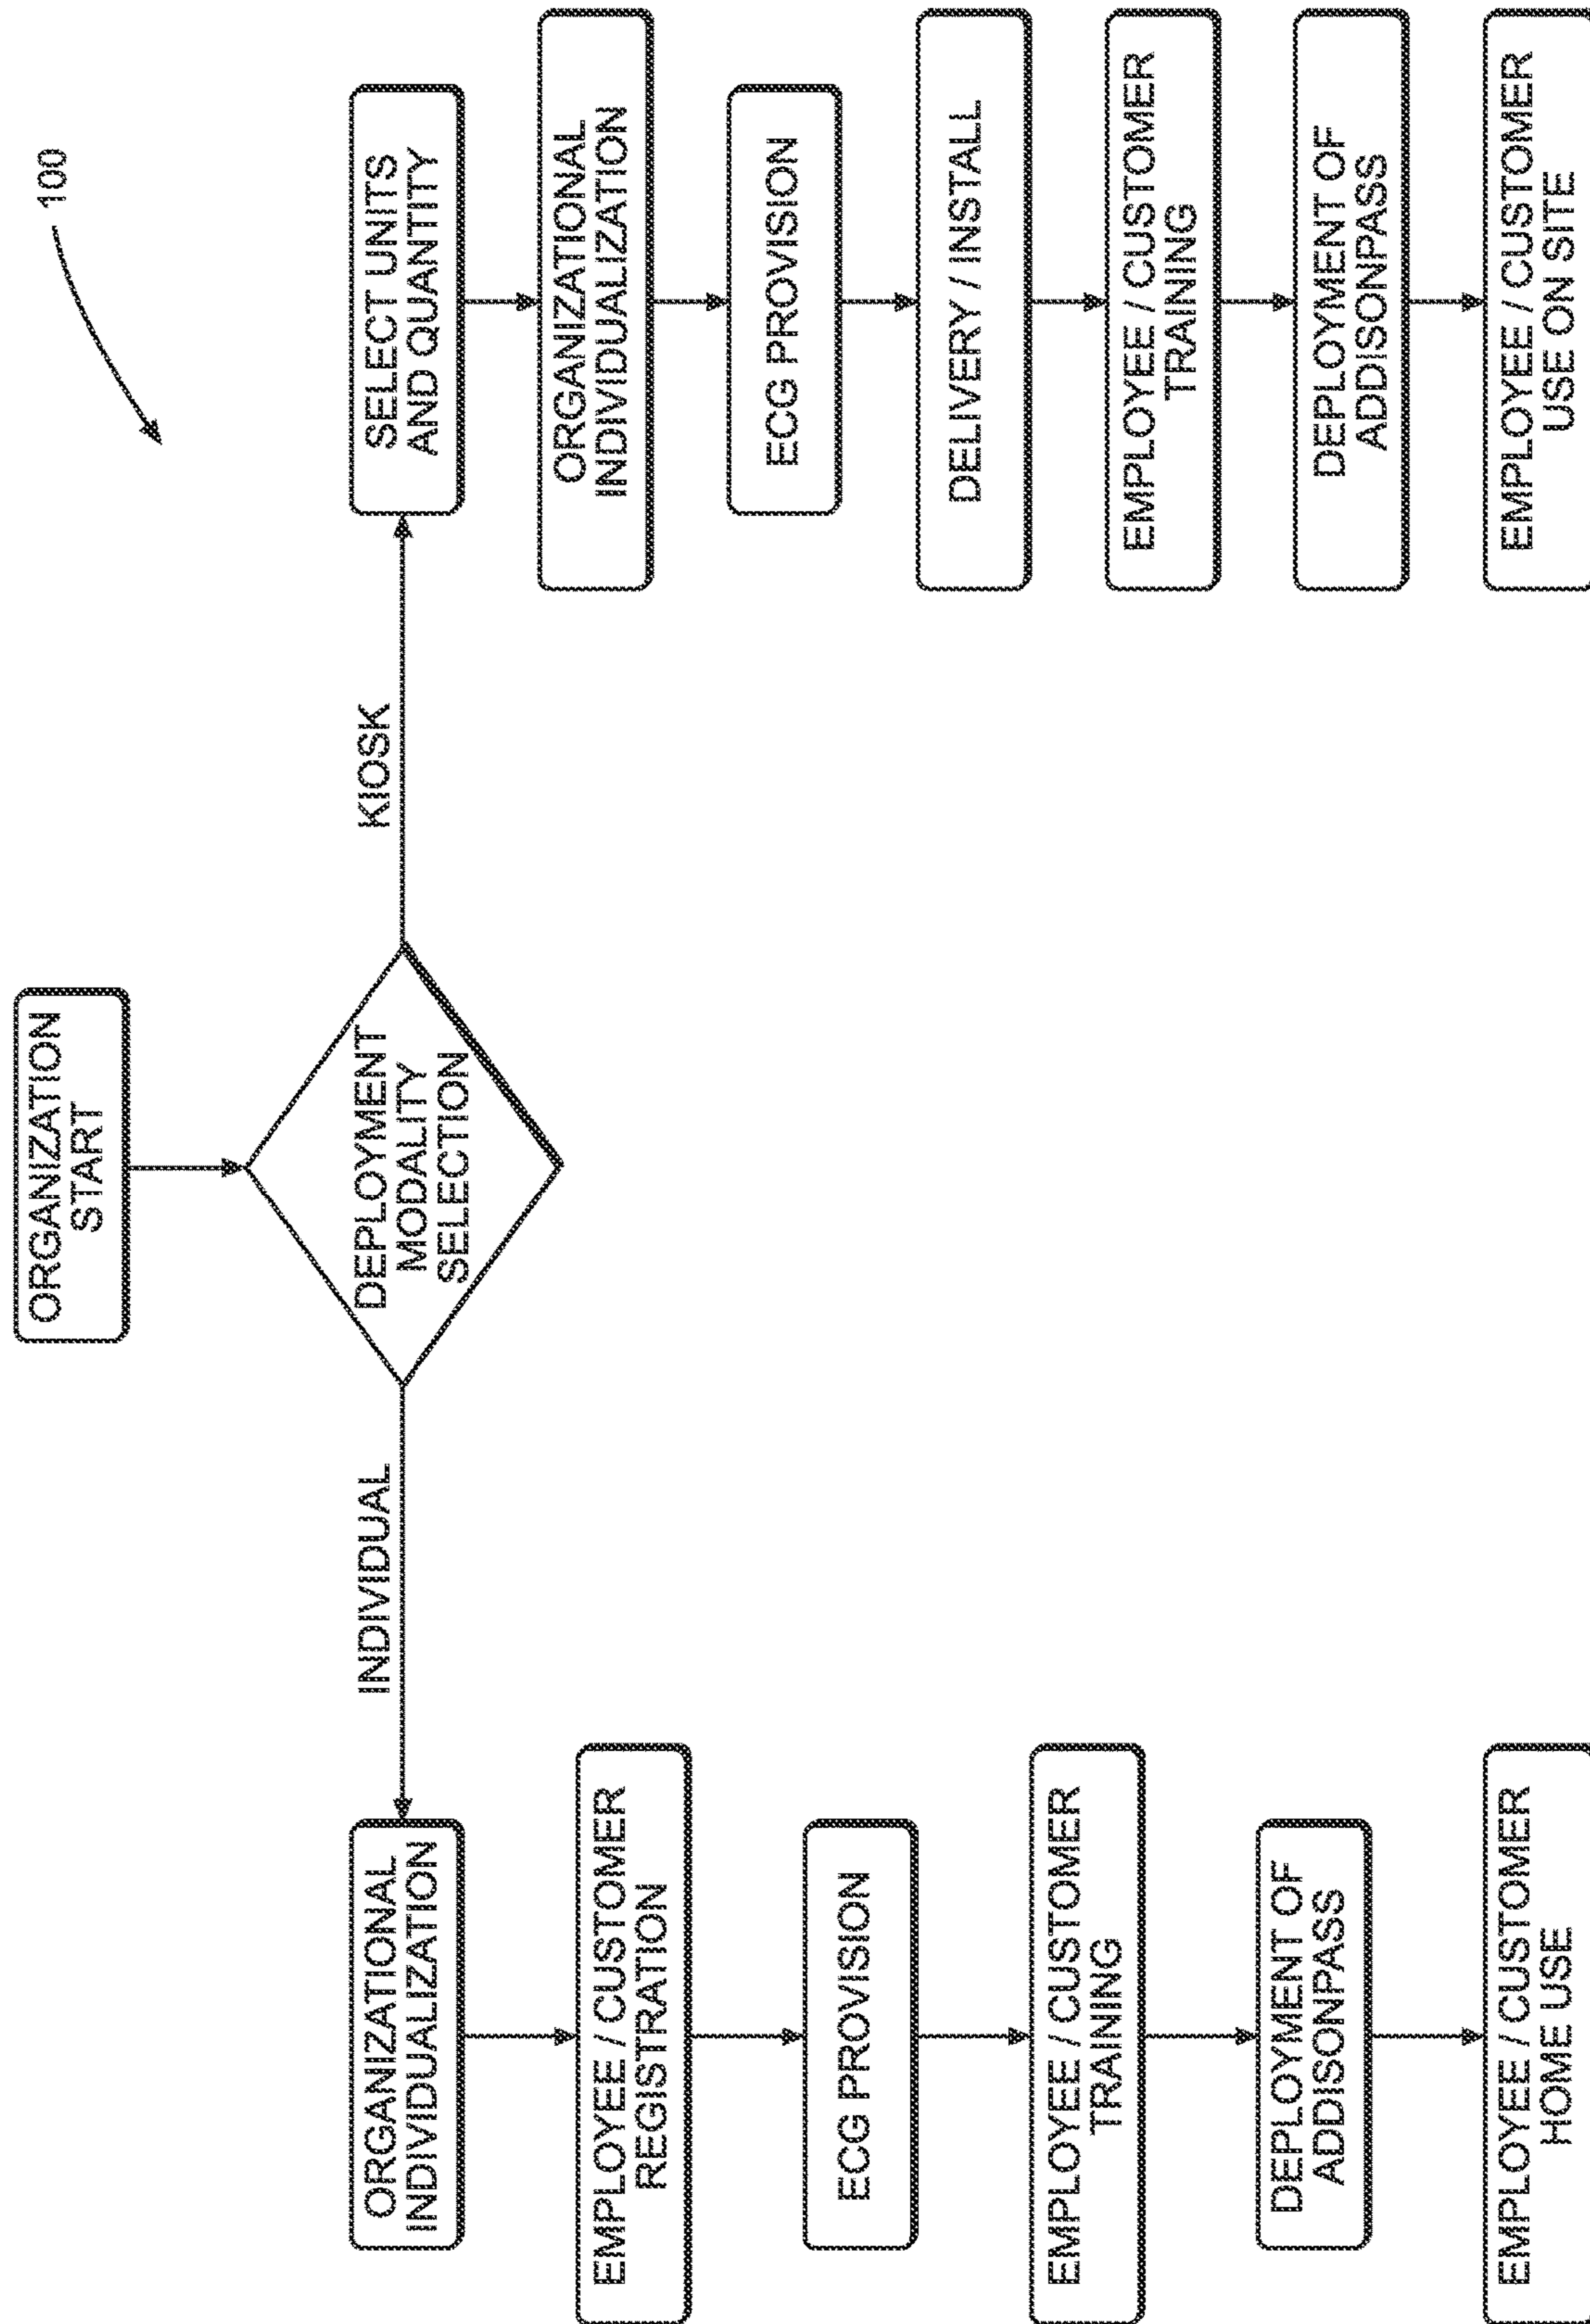 100
ORGANIZATION
START
DEPLOYMENT
MODALITY
SELECTION
INDIVIDUAL
KIOSK
ORGANIZATIONAL
INDIVIDUALIZATION
EMPLOYEE / CUSTOMER
REGISTRATION
ECG PROVISION
EMPLOYEE / CUSTOMER
TRAINING
DEPLOYMENT OF
ADDISONPASS
EMPLOYEE / CUSTOMER
HOME USE
SELECT UNITS
AND QUANTITY
ORGANIZATIONAL
INDIVIDUALIZATION
ECG PROVISION
DELIVERY / INSTALL
EMPLOYEE / CUSTOMER
TRAINING
DEPLOYMENT OF
ADDISONPASS
EMPLOYEE / CUSTOMER
USE ON SITE